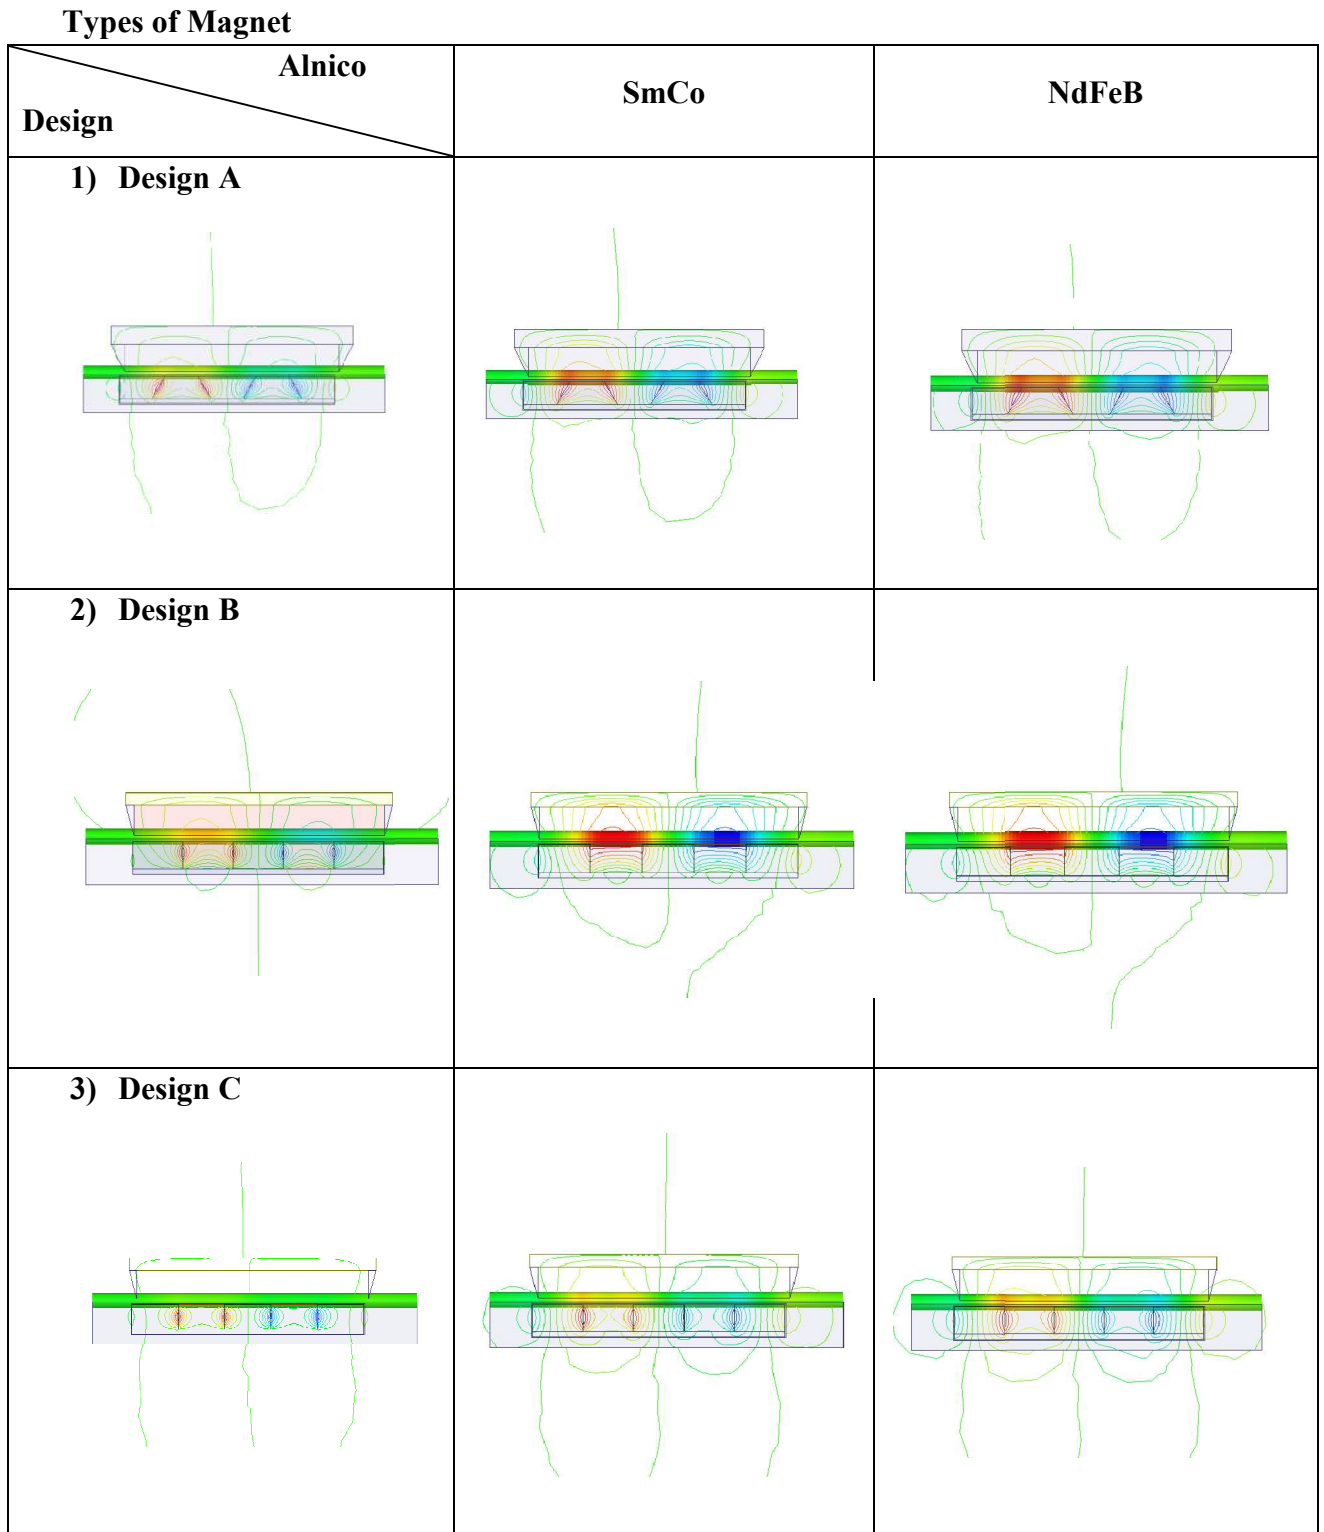 Types of Magnet
Alnico
Design
SmCo
NdFeB
1) Design A
2) Design B
3) Design C